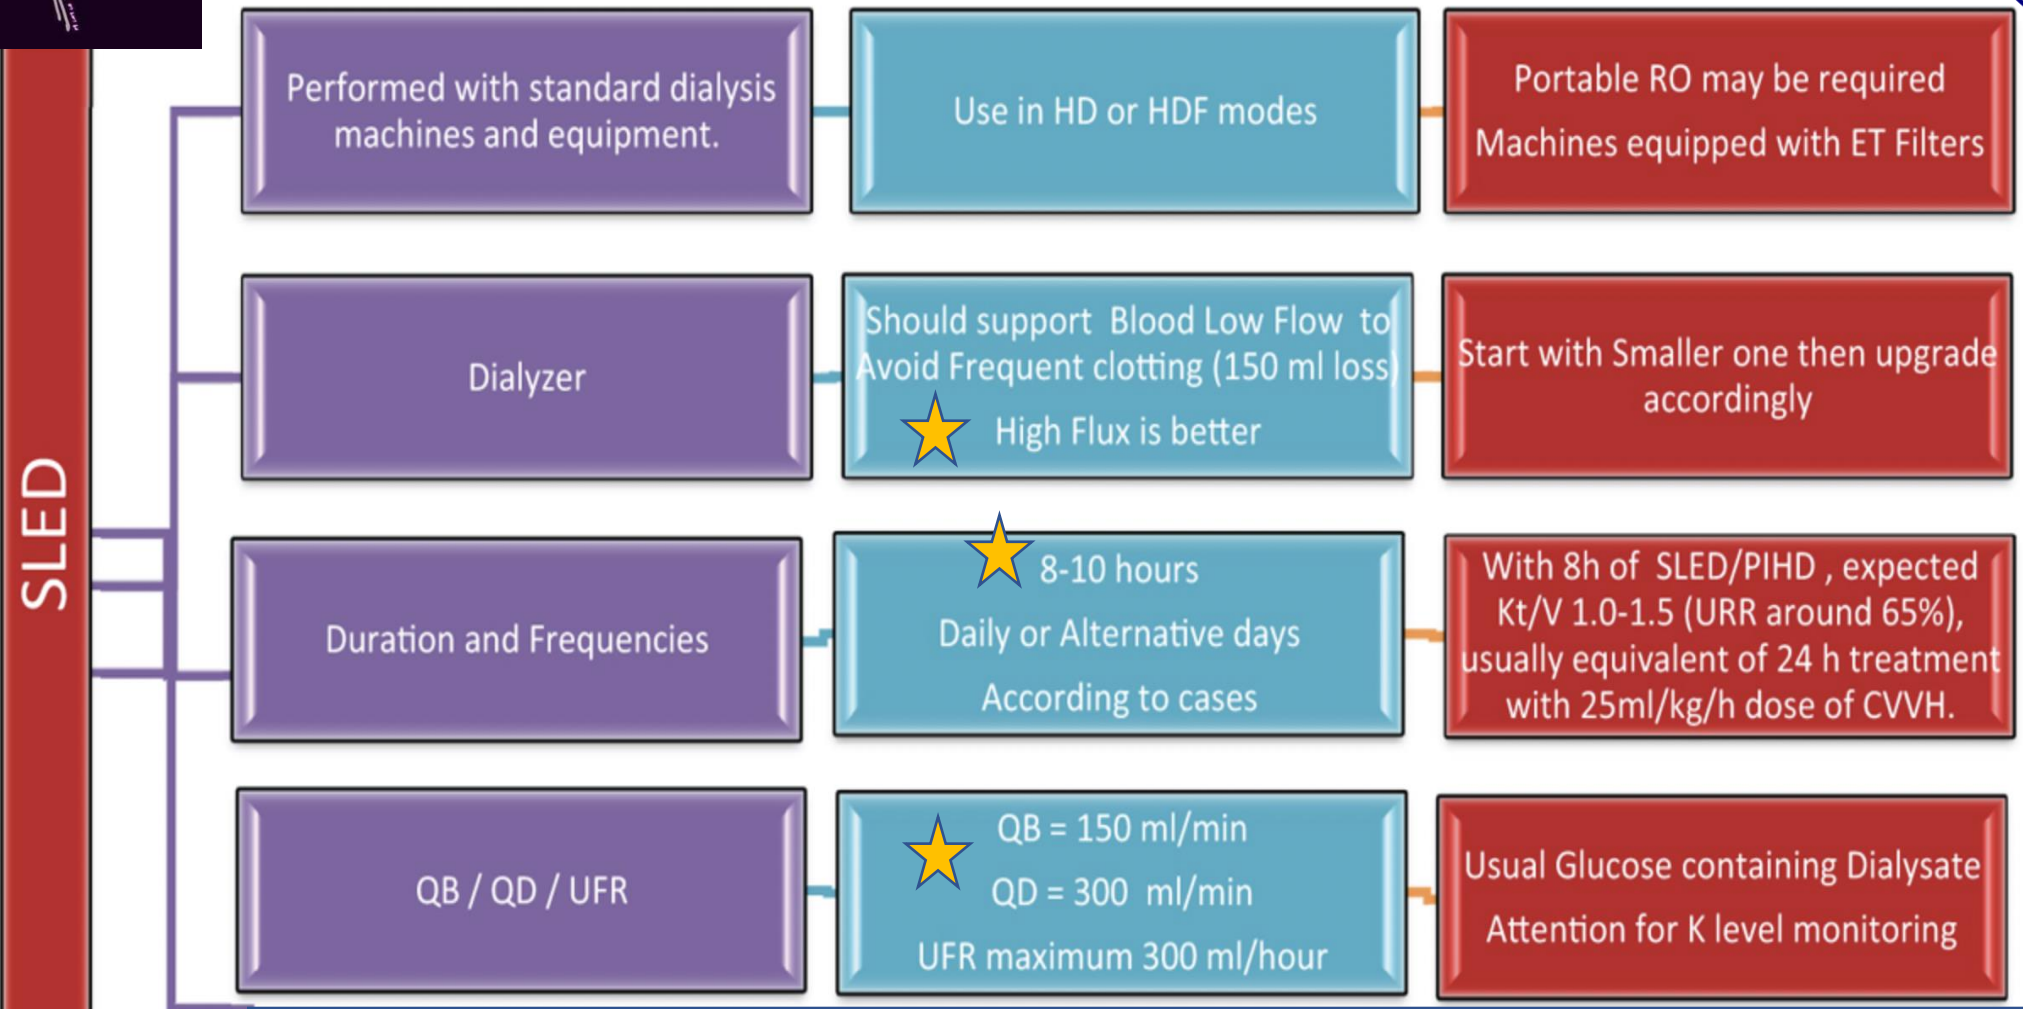 SLED
Performed with standard dialysis
machines and equipment.
Use in HD or HDF modes
Portable RO may be required
Machines equipped with ET Filters
Dialyzer
Should support Blood Low Flow to
Avoid Frequent clotting (150 ml loss)
High Flux is better
Start with Smaller one then upgrade
accordingly
Duration and Frequencies
8-10 hours
Daily or Alternative days
According to cases
With 8h of SLED/PIHD , expected
Kt/V 1.0-1.5 (URR around 65%),
usually equivalent of 24 h treatment
with 25ml/kg/h dose of CVVH.
QB / QD / UFR
QB = 150 ml/min
QD = 300 ml/min
UFR maximum 300 ml/hour
Usual Glucose containing Dialysate
Attention for K level monitoring